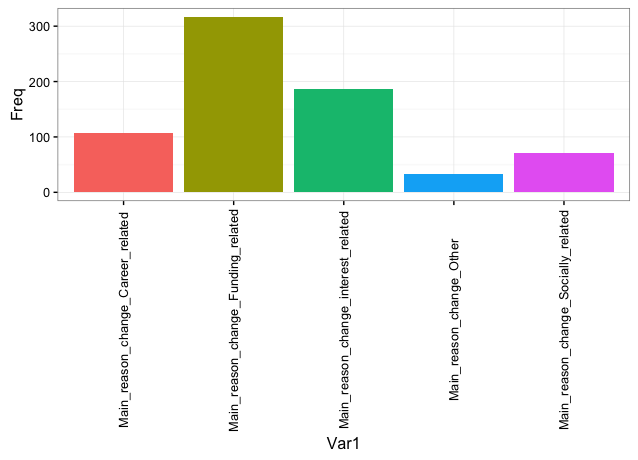 Freq
300
200
100
0
Main_reason_change_Career_related
Main_reason_change_Funding_related
Main_reason_change_interest_related
Main_reason_change_Other
Main_reason_change_Socially_related
Var1